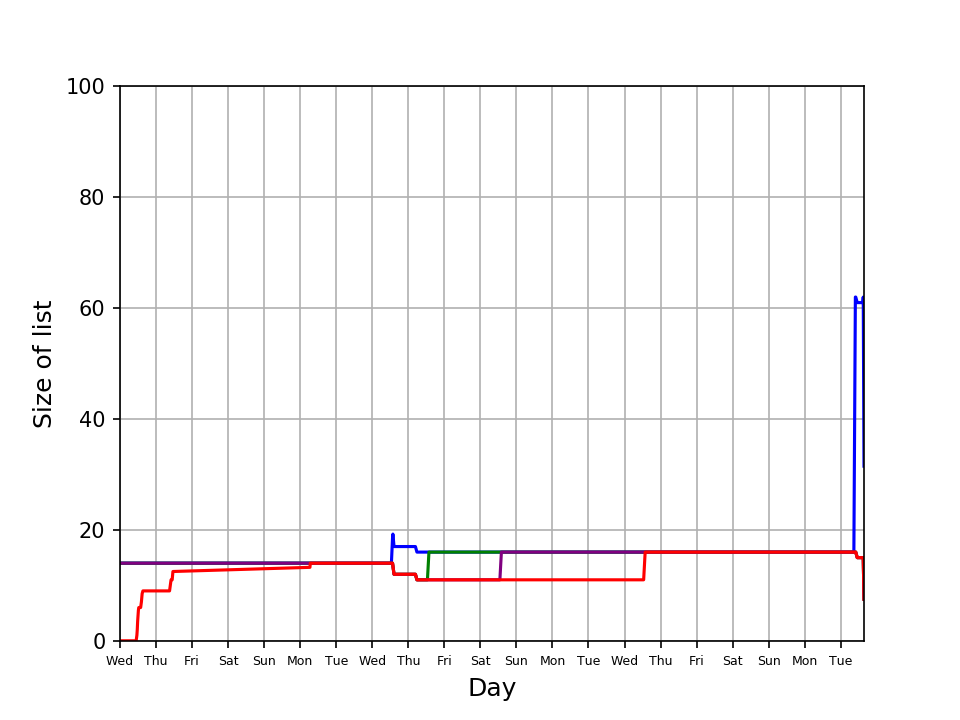 100
80
60
40
20
0
Size of list
Wed Thu Fri Sat Sun Mon Tue Wed Thu Fri Sat Sun Mon Tue Wed Thu Fri Sat Sun Mon Tue
Day